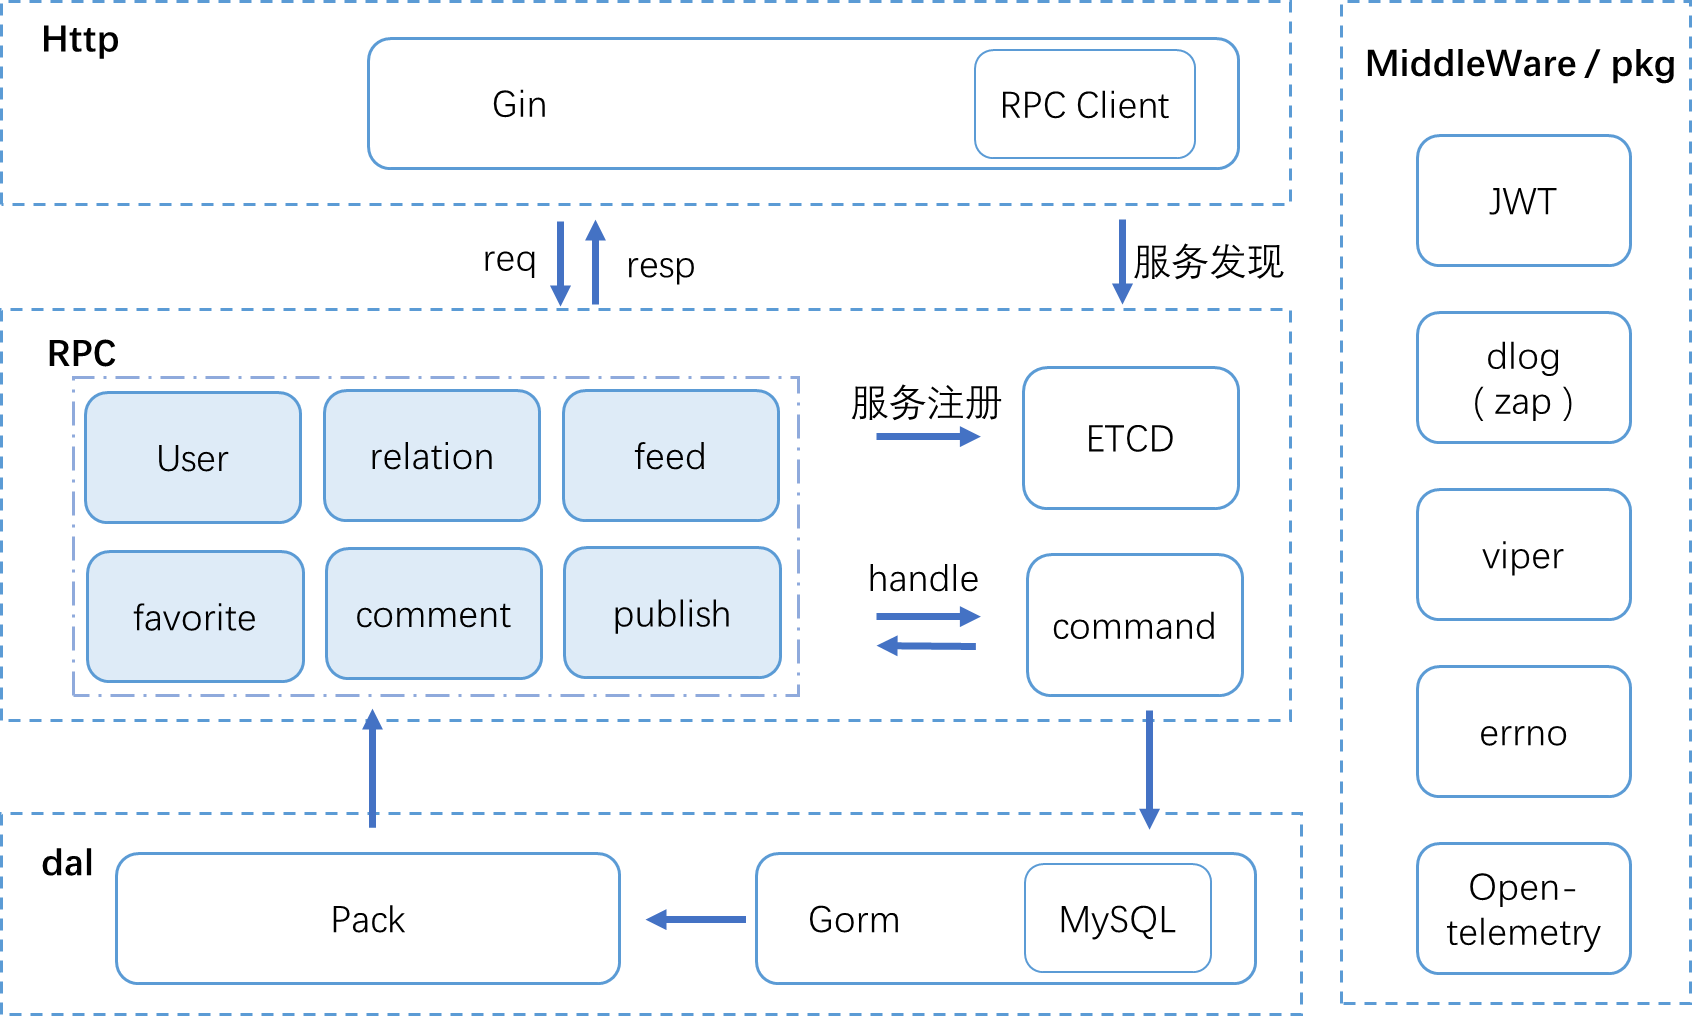 Http
Gin
RPC Client
req
resp
服务发现
RPC
User
relation
feed
favorite
comment
publish
服务注册
ETCD
handle
command
dal
Pack
Gorm
MySQL
MiddleWare / pkg
JWT
dlog
( zap )
viper
errno
Open-
telemetry